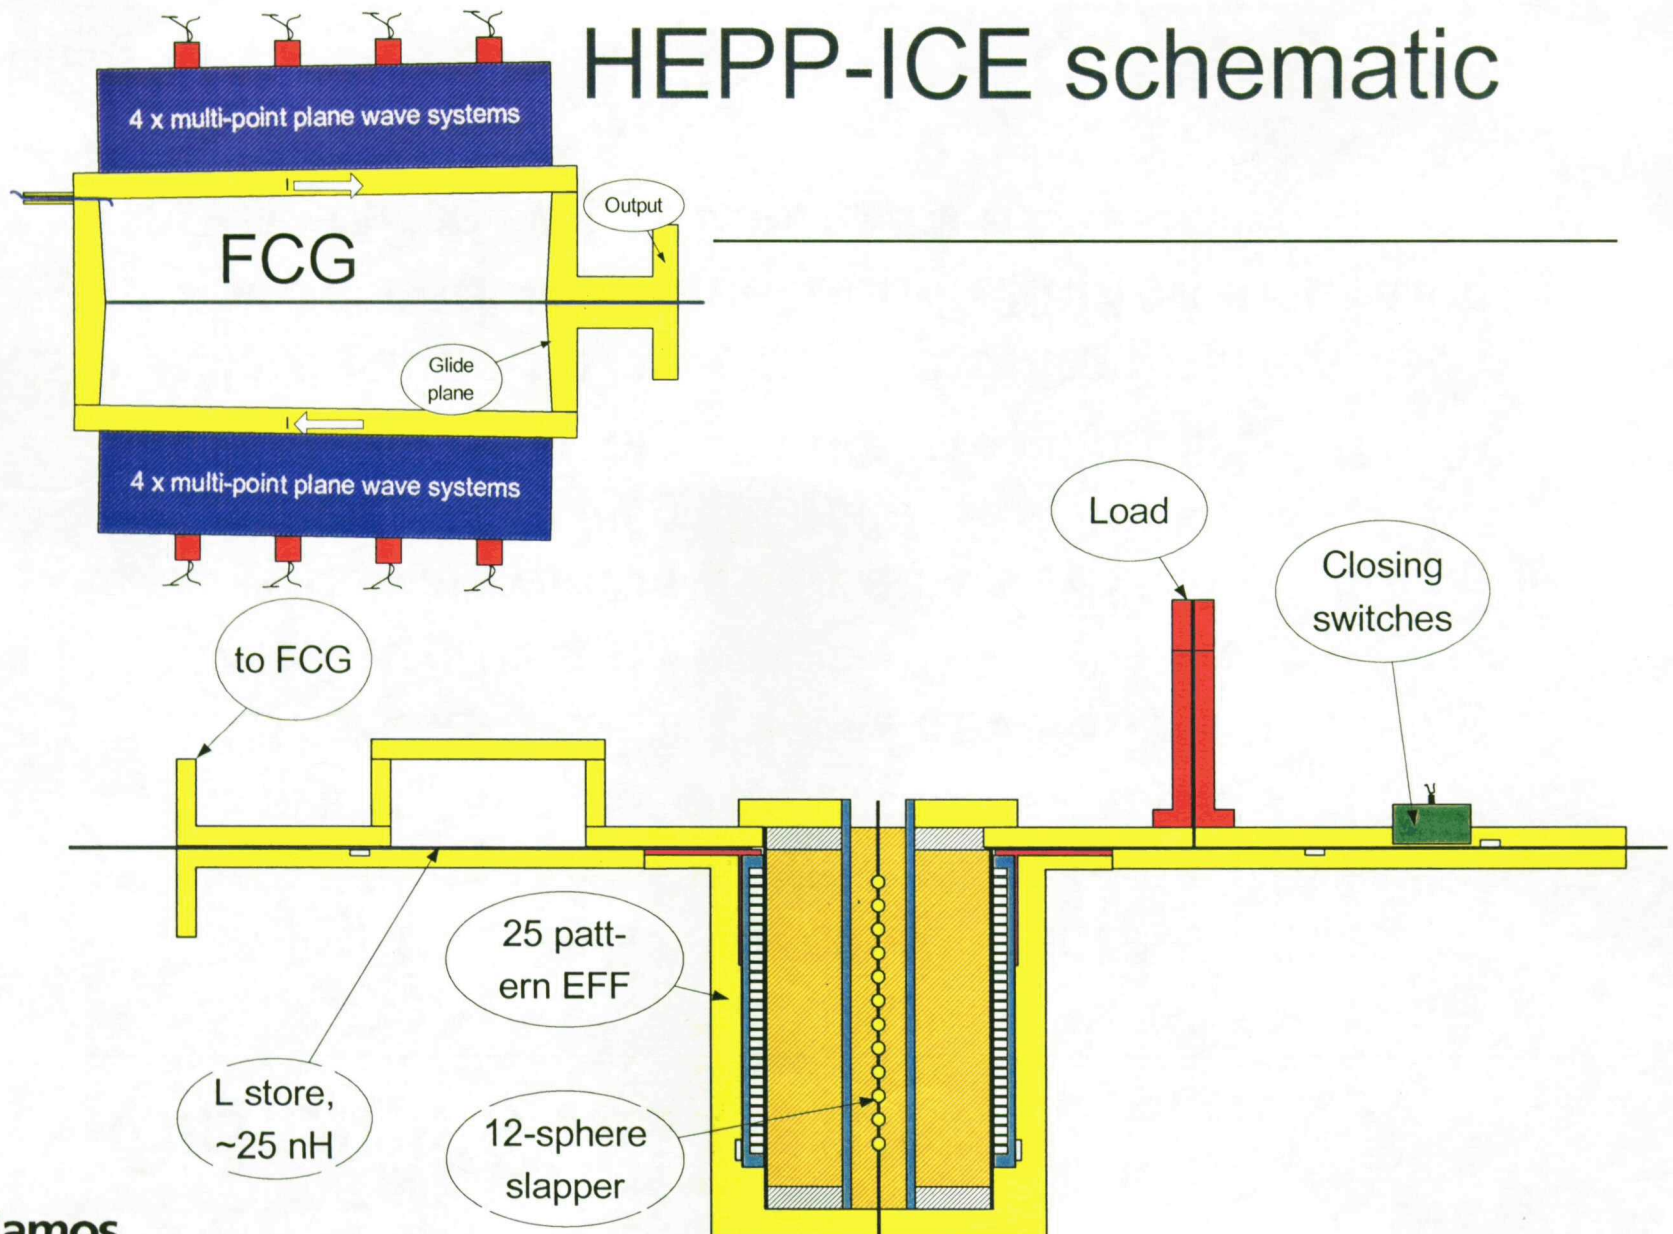 HEPP-ICE schematic
4 x multi-point plane wave systems
I
Output
FCG
Glide
plane
I
4 x multi-point plane wave systems
Load
Closing
switches
to FCG
25 patt-
ern EFF
L store,
~25 nH
12-sphere
slapper
amos